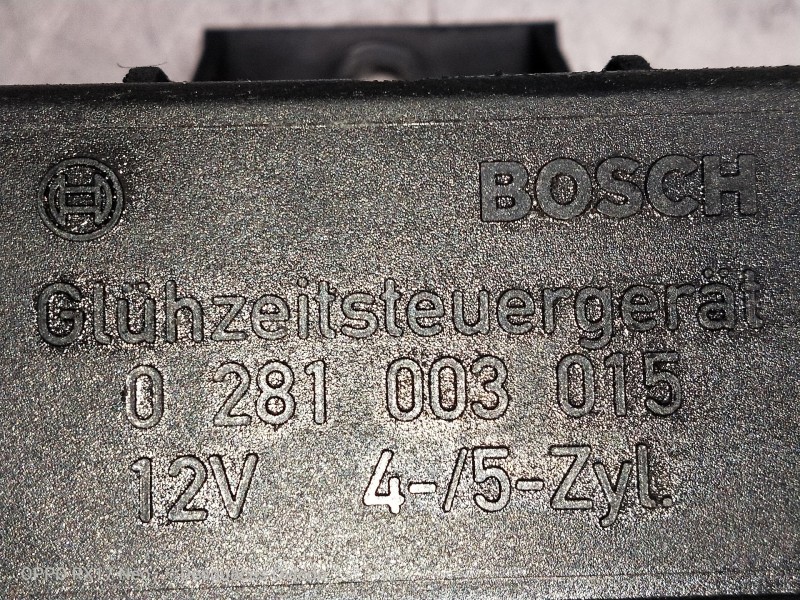 BOSCH
Glühzeitsteuergerät
0 281 003 015
12V 4-/5-Zyl.